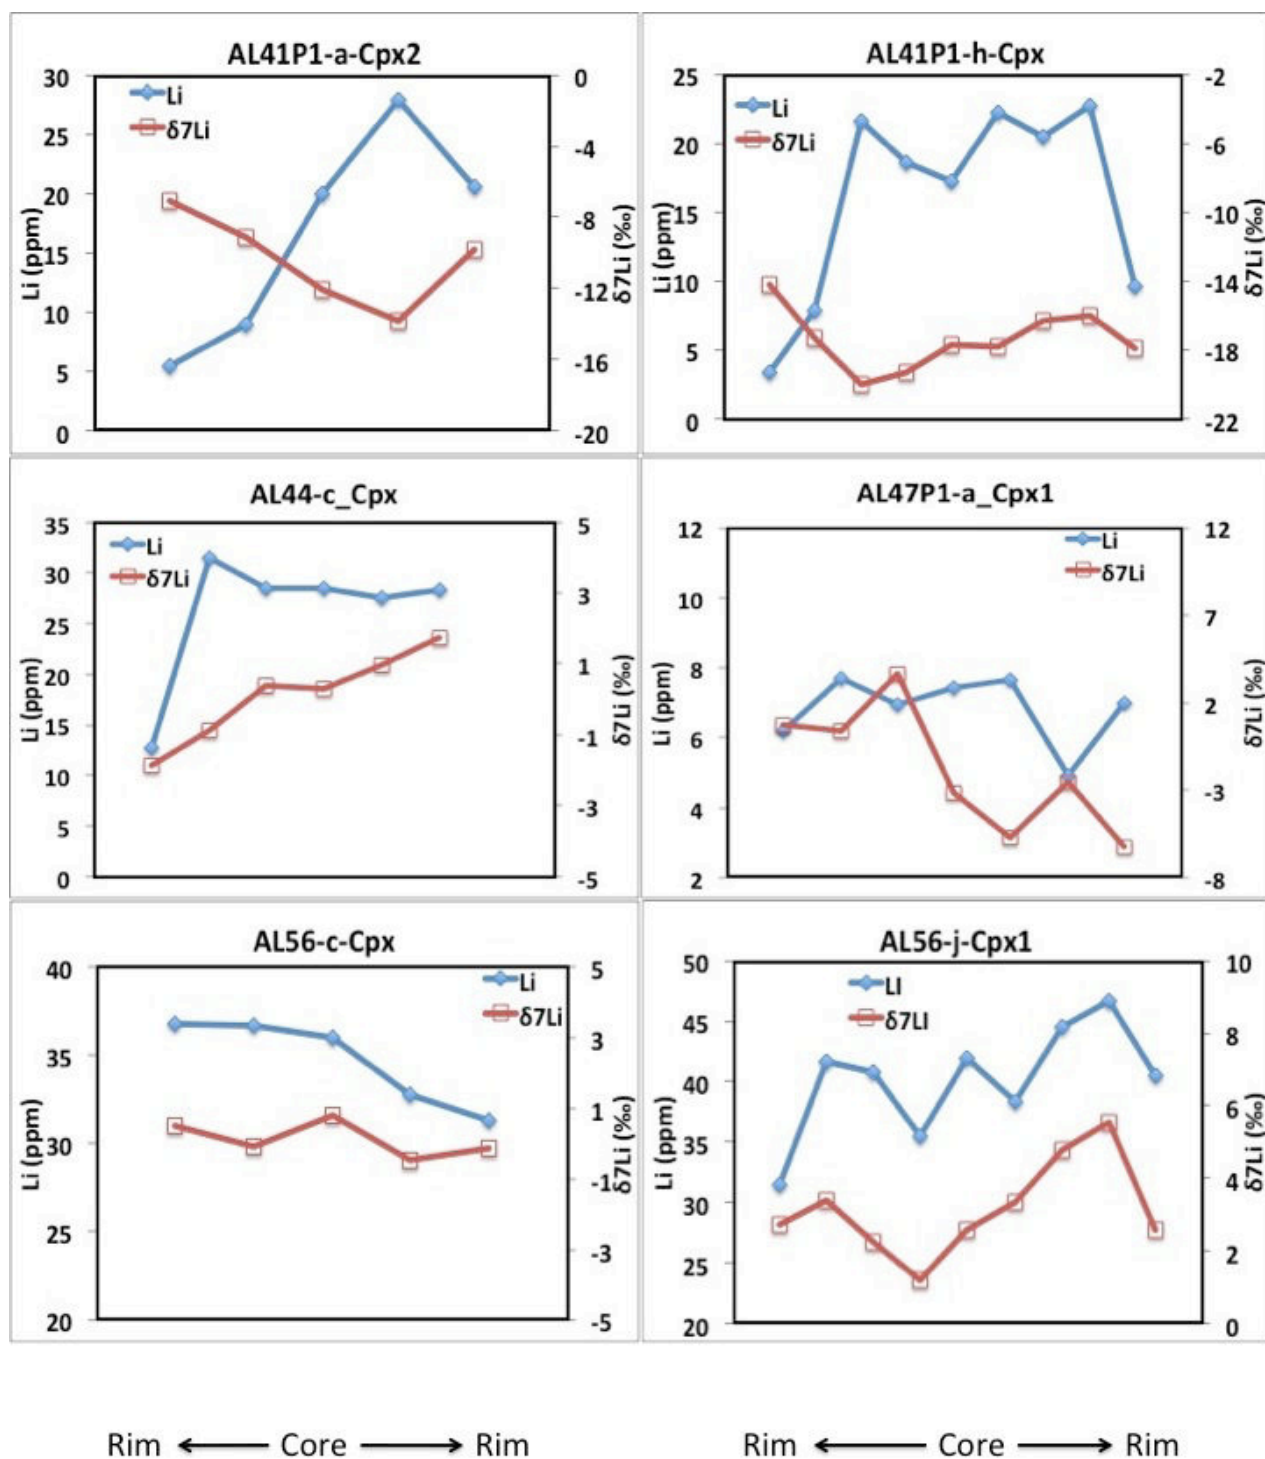 AL41P1-a-Cpx2
30
25
20
15
10
5
0
Li (ppm)
Li
δ7Li
0
-4
-8
-12
-16
-20
δ7Li (‰)
AL41P1-h-Cpx
25
20
15
10
5
0
Li (ppm)
Li
δ7Li
-2
-6
-10
-14
-18
-22
δ7Li (‰)
AL44-c_Cpx
35
30
25
20
15
10
5
0
Li (ppm)
Li
δ7Li
5
3
1
-1
-3
-5
δ7Li (‰)
AL47P1-a_Cpx1
12
10
8
6
4
2
Li (ppm)
Li
δ7Li
12
7
2
-3
-8
δ7Li (‰)
AL56-c-Cpx
40
35
30
25
20
Li (ppm)
Li
δ7Li
5
3
1
-1
-3
-5
δ7Li (‰)
AL56-j-Cpx1
50
45
40
35
30
25
20
Li (ppm)
LI
δ7LI
10
8
6
4
2
0
δ7Li (‰)
Rim ← Core → Rim
Rim ← Core → Rim